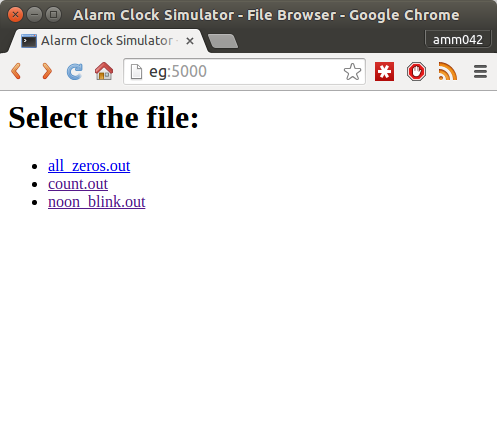 Alarm Clock Simulator - File Browser - Google Chrome
Alarm Clock Simulator -
amm042
eg:5000
Select the file:
all_zeros.out
count.out
noon_blink.out